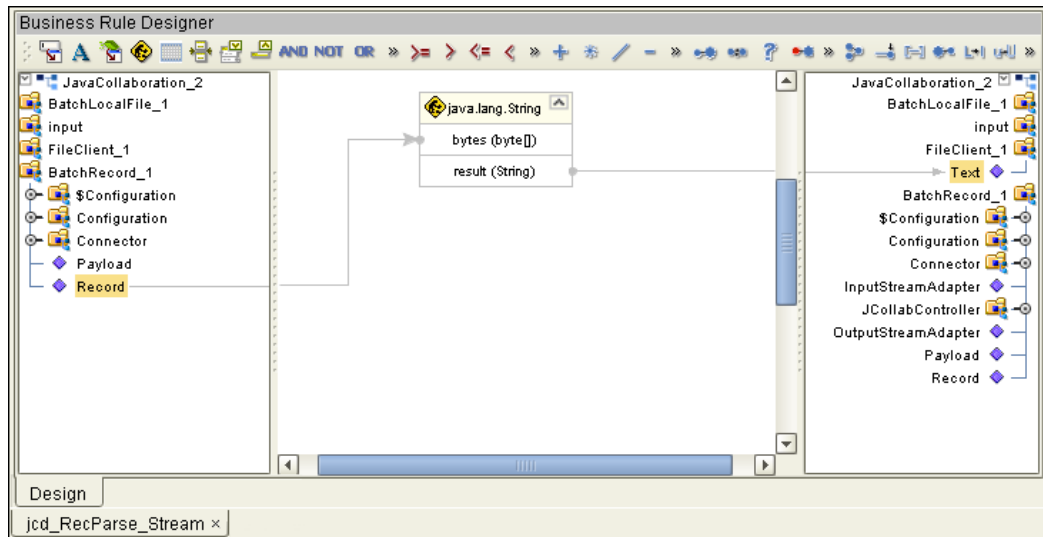 Business Rule Designer
A AND NOT OR » >= > <= < » + / - » ? » »
JavaCollaboration_2
BatchLocalFile_1
input
FileClient_1
BatchRecord_1
$Configuration
Configuration
Connector
Payload
Record
java.lang.String
bytes (byte[])
result (String)
JavaCollaboration_2
BatchLocalFile_1
input
FileClient_1
Text
BatchRecord_1
$Configuration
Configuration
Connector
InputStreamAdapter
JCollabController
OutputStreamAdapter
Payload
Record
Design
jcd_RecParse_Stream ×